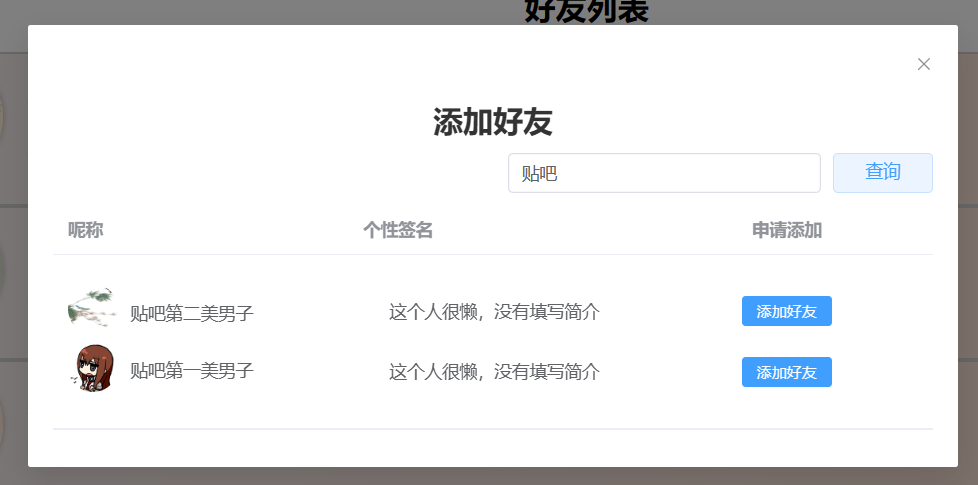 好友列表
添加好友
贴吧 查询
呢称 个性签名 申请添加
贴吧第二美男子 这个人很懒，没有填写简介 添加好友
贴吧第一美男子 这个人很懒，没有填写简介 添加好友